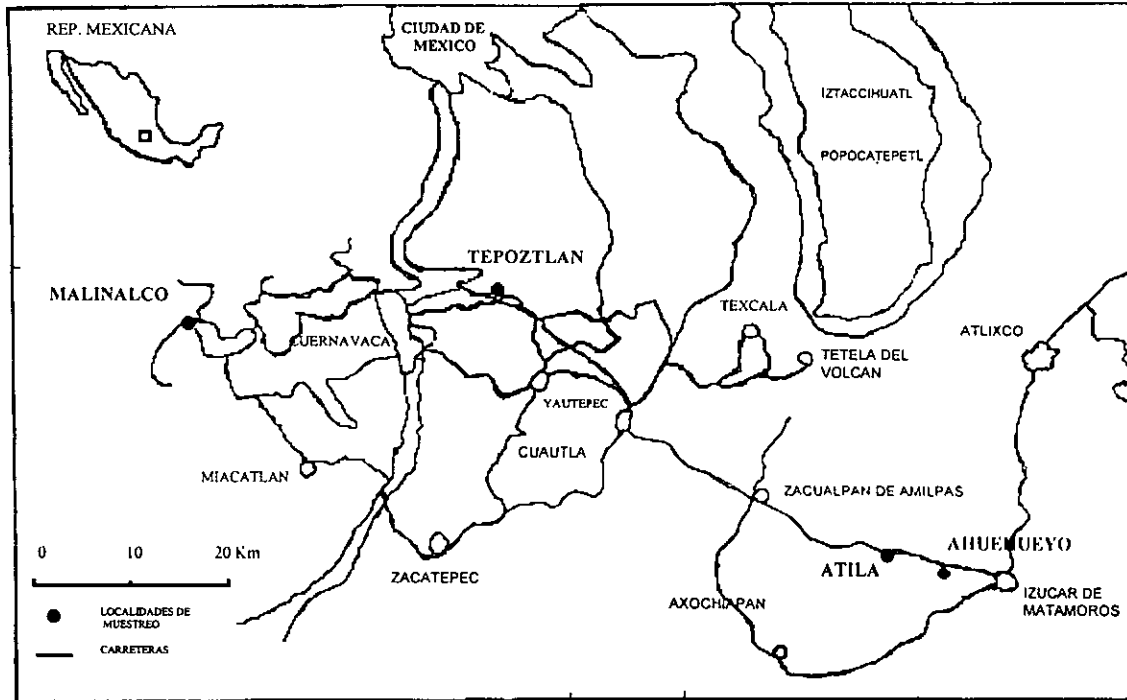 REP. MEXICANA
CIUDAD DE
MEXICO
IZTACCIHUATL
POPOCATEPETL
TEPOZTLAN
MALINALCO
TEXCALA
CUERNAVACA
ATLIXCO
TETELA DEL
VOLCAN
YAUTEPEC
CUAUTLA
MIACATLAN
ZACUALPAN DE AMILPAS
0 10 20 Km
AHUEHUEYO
ATILA
ZACATEPEC
AXOCHIAPAN
IZUCAR DE
MATAMOROS
LOCALIDADES DE
MUESTREO
CARRETERAS